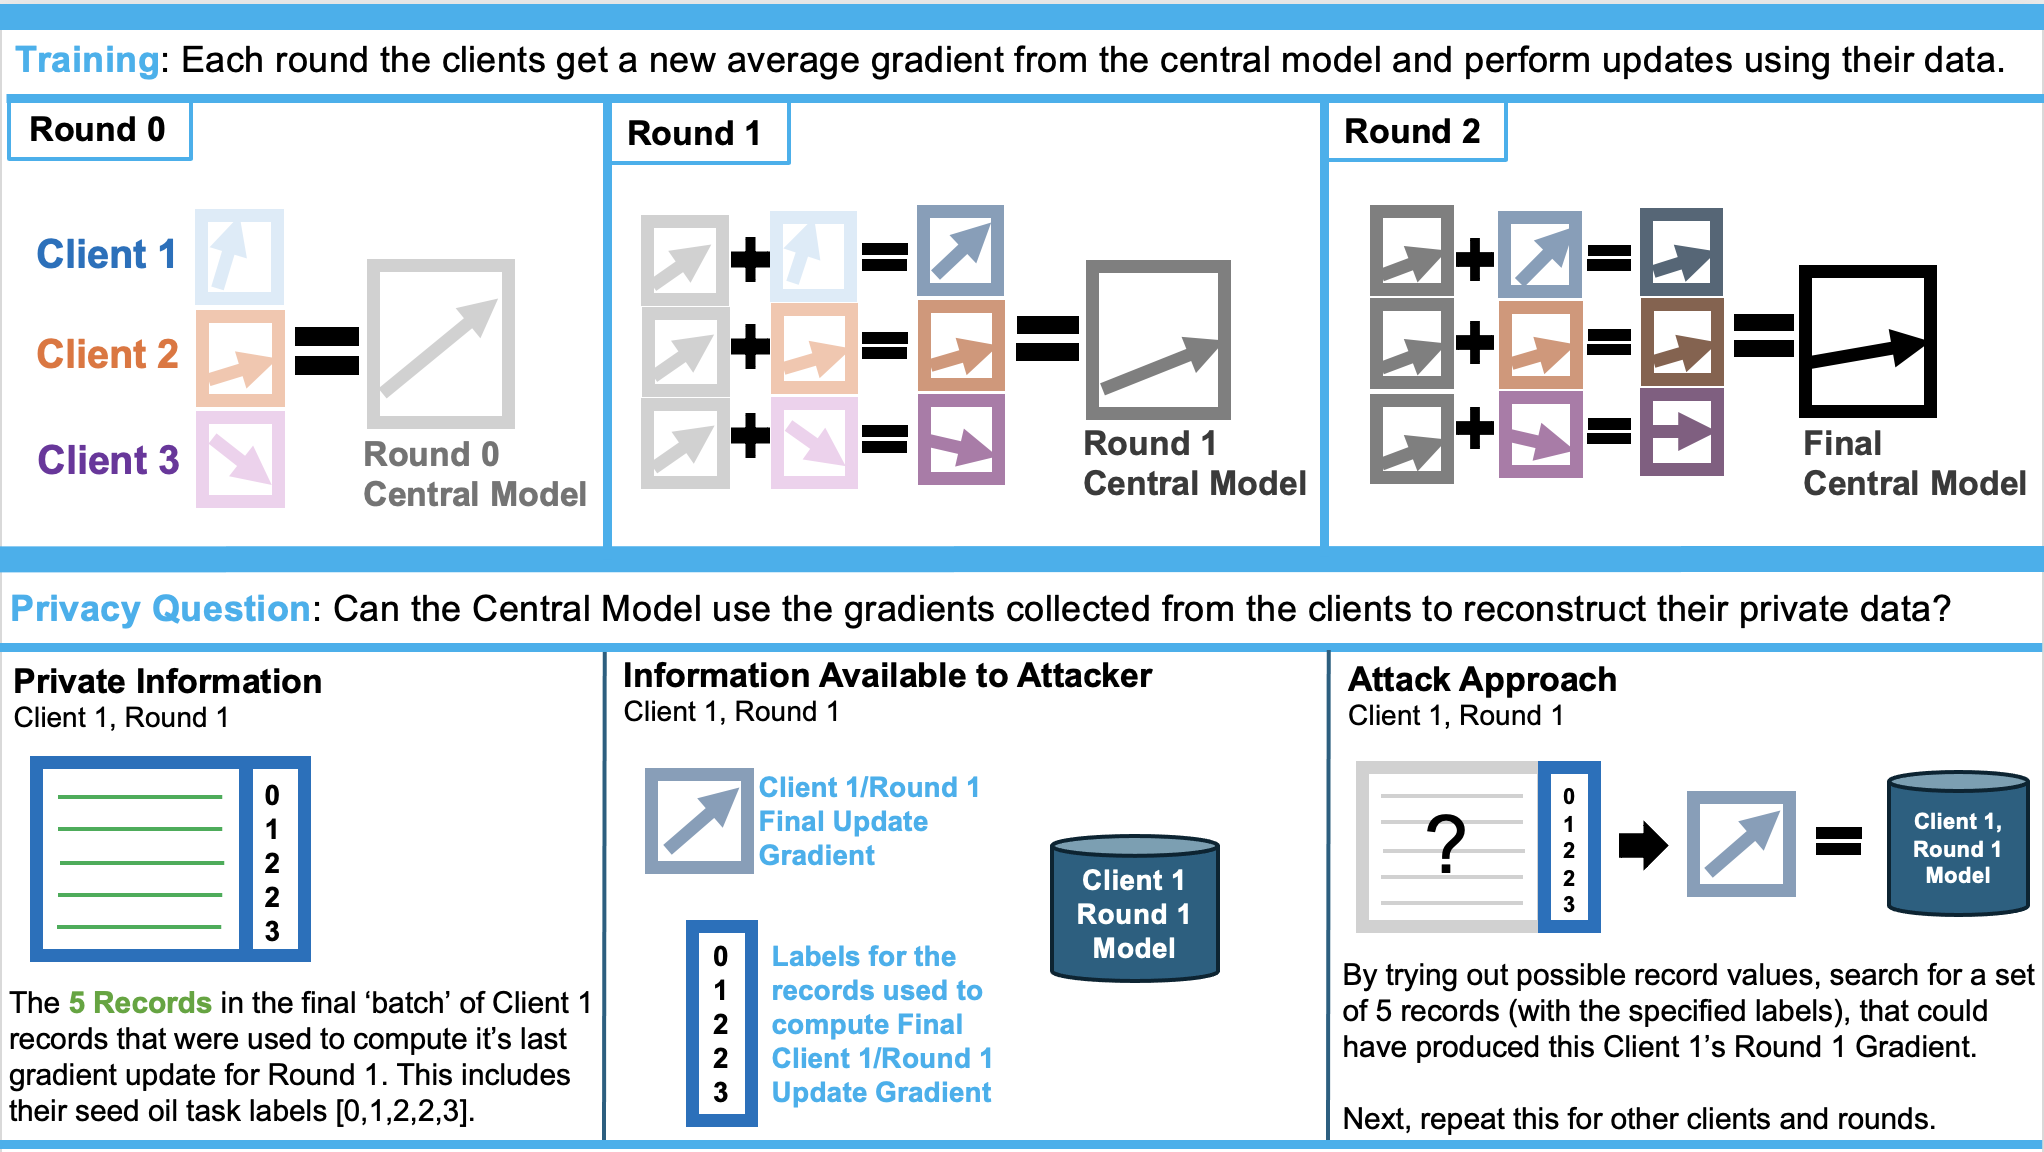 Training: Each round the clients get a new average gradient from the central model and perform updates using their data.
Round 0
Client 1
Client 2
Client 3
Round 0
Central Model
Round 1
+ =
+ =
+ =
=
Round 1
Central Model
Round 2
+ =
+ =
+ =
=
Final
Central Model
Privacy Question: Can the Central Model use the gradients collected from the clients to reconstruct their private data?
Private Information
Client 1, Round 1
0
1
2
2
3
The 5 Records in the final ‘batch’ of Client 1
records that were used to compute it’s last
gradient update for Round 1. This includes
their seed oil task labels [0,1,2,2,3].
Information Available to Attacker
Client 1, Round 1
Client 1/Round 1
Final Update
Gradient
Client 1
Round 1
Model
0
1
2
2
3
Labels for the
records used to
compute Final
Client 1/Round 1
Update Gradient
Attack Approach
Client 1, Round 1
?
0
1
2
2
3
=
Client 1,
Round 1
Model
By trying out possible record values, search for a set
of 5 records (with the specified labels), that could
have produced this Client 1’s Round 1 Gradient.
Next, repeat this for other clients and rounds.